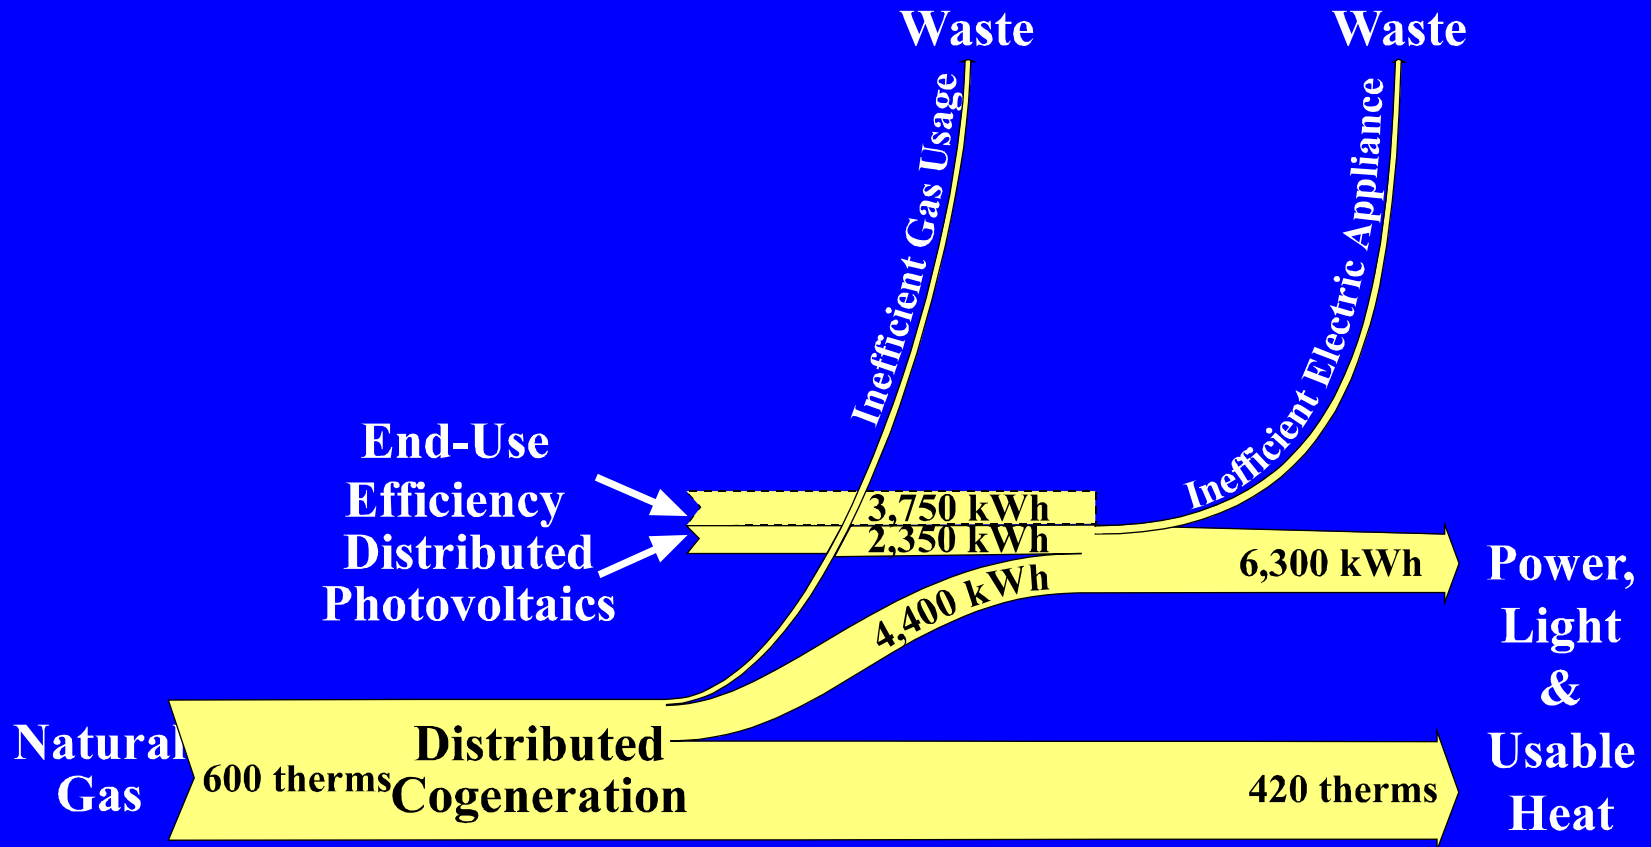 Waste
Waste
Inefficient Gas Usage
Inefficient Electric Appliance
End-Use
Efficiency
3,750 kWh
Distributed
Photovoltaics
2,350 kWh
4,400 kWh
6,300 kWh
Power,
Light
&
Usable
Heat
Natural
Gas
600 therms
Distributed
Cogeneration
420 therms